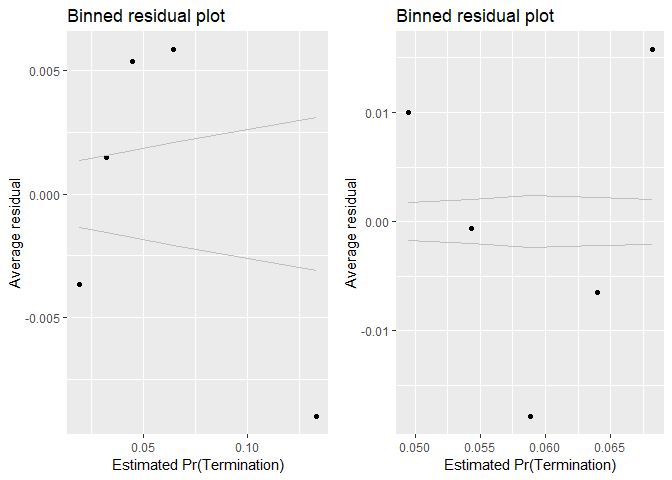 Binned residual plot
Average residual
0.005
0.000
-0.005
0.05 0.10
Estimated Pr(Termination)
Binned residual plot
Average residual
0.01
0.00
-0.01
0.050 0.055 0.060 0.065
Estimated Pr(Termination)